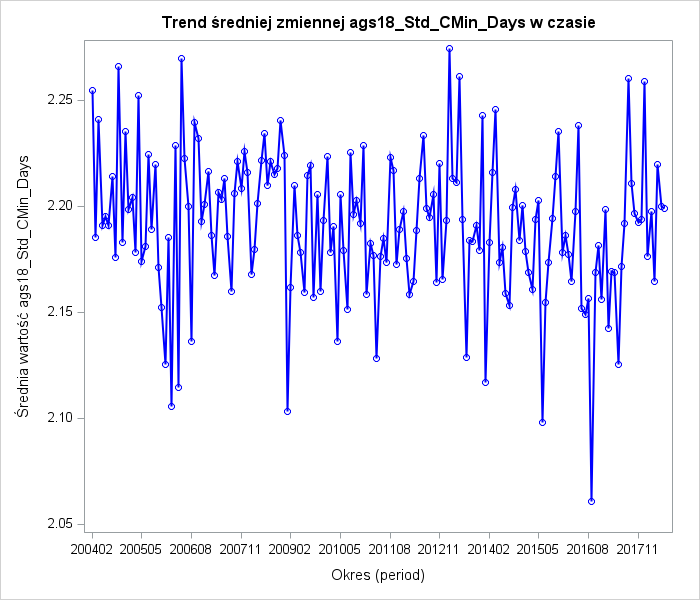 Trend średniej zmiennej ags18_Std_CMin_Days w czasie
Średnia wartość ags18_Std_CMin_Days
2.25
2.20
2.15
2.10
2.05
200402 200505 200608 200711 200902 201005 201108 201211 201402 201505 201608 201711
Okres (period)